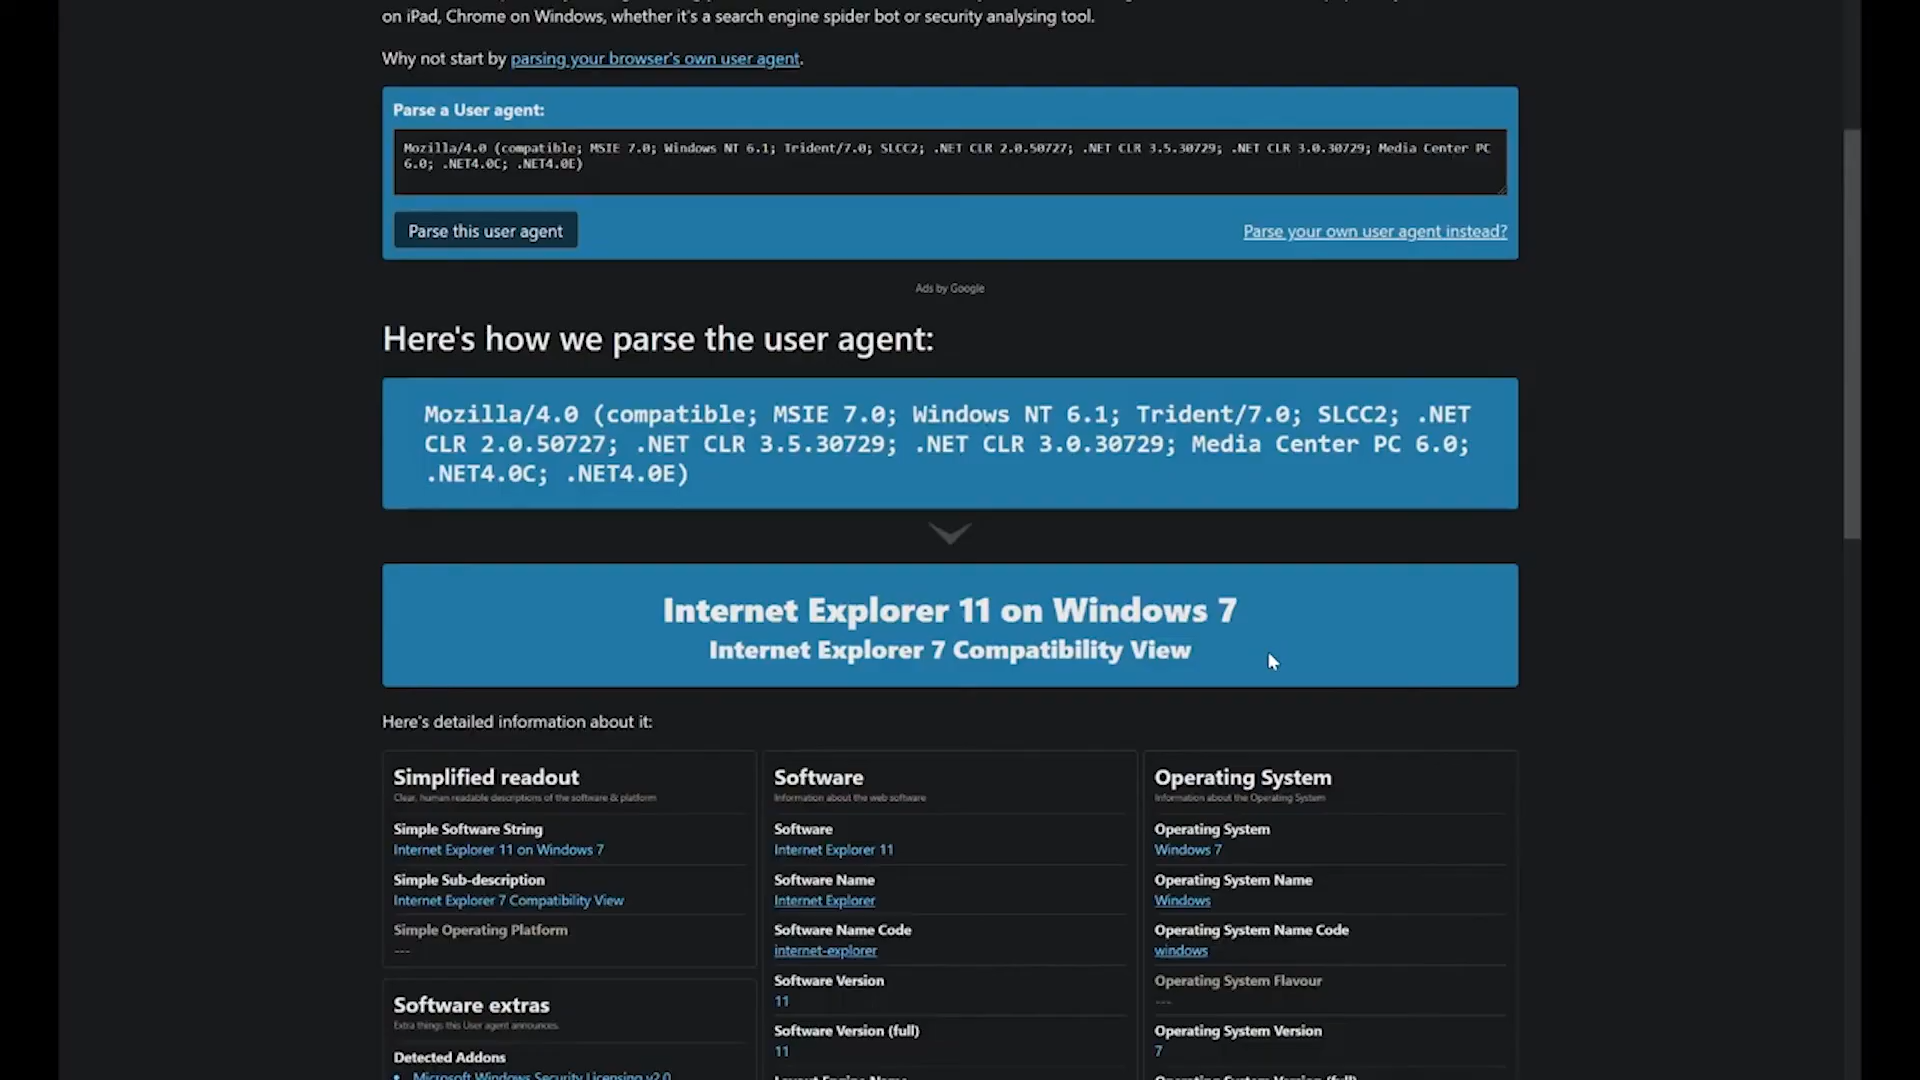 on iPad, Chrome on Windows, whether it's a search engine spider bot or security analysing tool.
Why not start by parsing your browser's own user agent.
Parse a User agent:
Mozilla/4.0 (compatible; MSIE 7.0; Windows NT 6.1; Trident/7.0; SLCC2; .NET CLR 2.0.50727; .NET CLR 3.5.30729; .NET CLR 3.0.30729; Media Center PC
6.0; .NET4.0C; .NET4.0E)
Parse this user agent
Parse your own user agent instead?
Ads by Google
Here's how we parse the user agent:
Mozilla/4.0 (compatible; MSIE 7.0; Windows NT 6.1; Trident/7.0; SLCC2; .NET
CLR 2.0.50727; .NET CLR 3.5.30729; .NET CLR 3.0.30729; Media Center PC 6.0;
.NET4.0C; .NET4.0E)
Internet Explorer 11 on Windows 7
Internet Explorer 7 Compatibility View
Here's detailed information about it:
Simplified readout
Clear, human readable descriptions of the software & platform
Simple Software String
Internet Explorer 11 on Windows 7
Simple Sub-description
Internet Explorer 7 Compatibility View
Simple Operating Platform
---
Software extras
Extra things this User agent announces.
Detected Addons
• Microsoft Windows Security Licensing v2.0
Software
Information about the web software
Software
Internet Explorer 11
Software Name
Internet Explorer
Software Name Code
internet-explorer
Software Version
11
Software Version (full)
11
Layout Engine Name
Operating System
Information about the Operating System
Operating System
Windows 7
Operating System Name
Windows
Operating System Name Code
windows
Operating System Flavour
---
Operating System Version
7
Operating System Version (full)